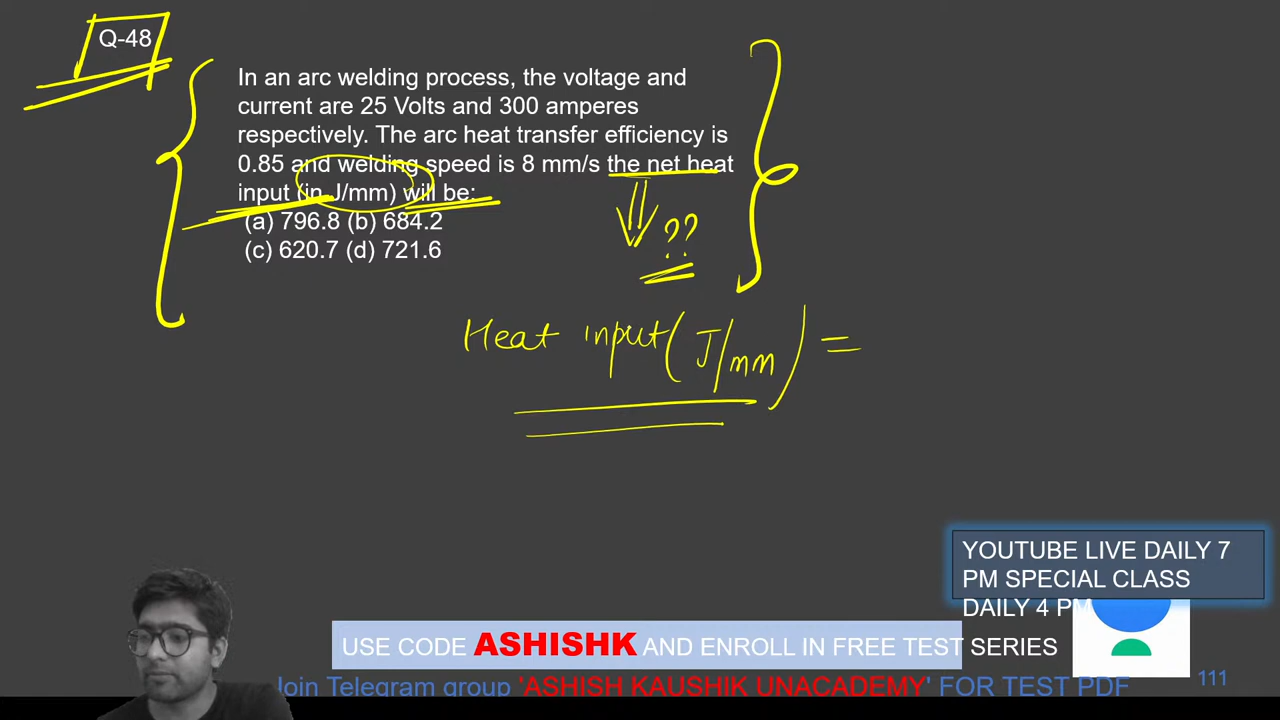 Q-48
In an arc welding process, the voltage and
current are 25 Volts and 300 amperes
respectively. The arc heat transfer efficiency is
0.85 and welding speed is 8 mm/s the net heat
input (in J/mm) will be:
(a) 796.8 (b) 684.2
(c) 620.7 (d) 721.6
??
Heat input (J/mm) =
YOUTUBE LIVE DAILY 7
PM SPECIAL CLASS
DAILY 4 PM
USE CODE ASHISHK AND ENROLL IN FREE TEST SERIES
Join Telegram group 'ASHISH KAUSHIK UNACADEMY' FOR TEST PDF
111